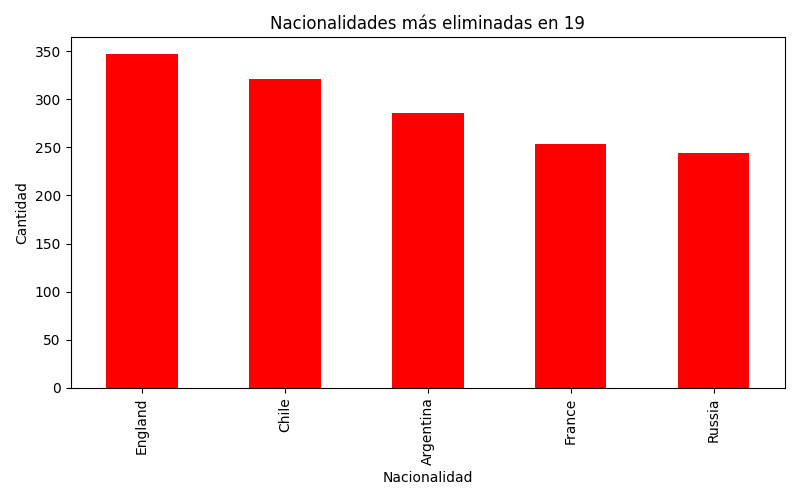 Nacionalidades más eliminadas en 19
350
300
250
200
150
100
50
0
Cantidad
England
Chile
Argentina
France
Russia
Nacionalidad